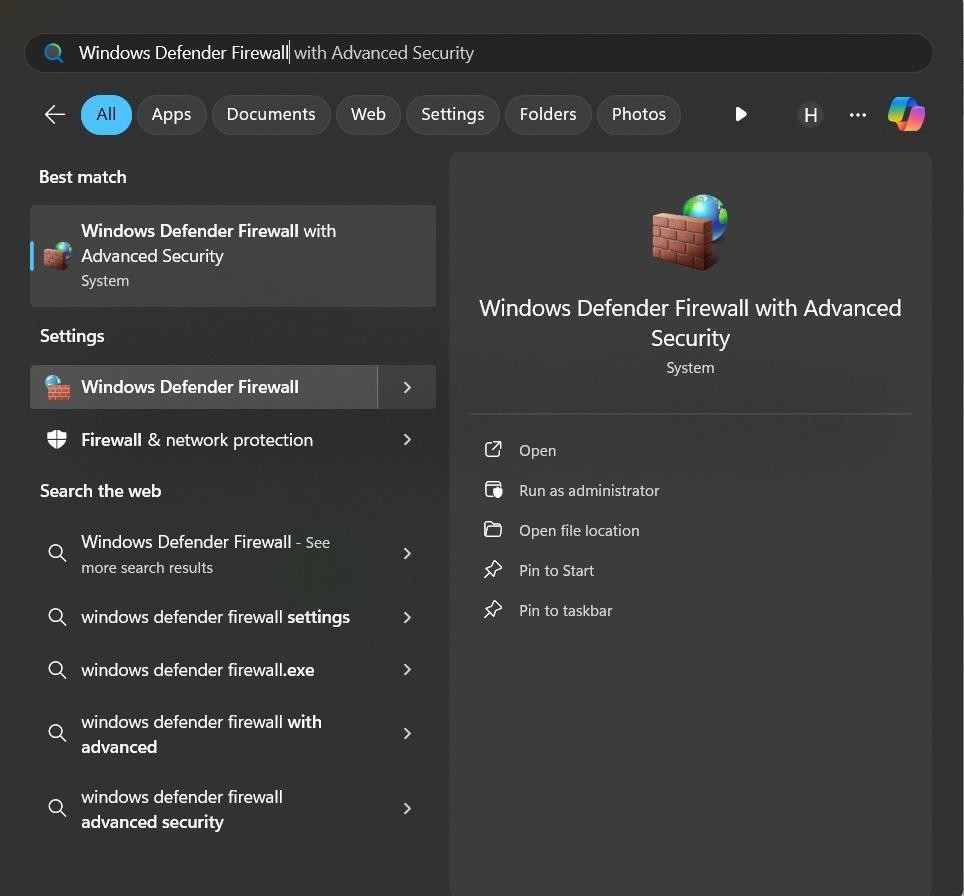 Windows Defender Firewall with Advanced Security
All
Apps
Documents
Web
Settings
Folders
Photos
H
Best match
Windows Defender Firewall with
Advanced Security
System
Settings
Windows Defender Firewall
Firewall & network protection
Search the web
Windows Defender Firewall - See
more search results
windows defender firewall settings
windows defender firewall.exe
windows defender firewall with
advanced
windows defender firewall
advanced security
Windows Defender Firewall with Advanced
Security
System
Open
Run as administrator
Open file location
Pin to Start
Pin to taskbar